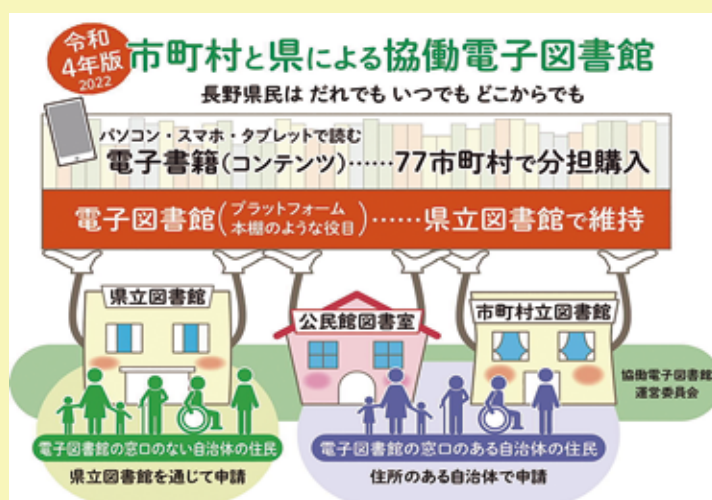 令和
4年版
2022
市町村と県による協働電子図書館
長野県民は だれでも いつでも どこからでも
パソコン・スマホ・タブレットで読む
電子書籍(コンテンツ)……77市町村で分担購入
電子図書館(プラットフォーム
本棚のような役目)……県立図書館で維持
県立図書館
公民館図書室
市町村立図書館
協働電子図書館
運営委員会
電子図書館の窓口のない自治体の住民
電子図書館の窓口のある自治体の住民
県立図書館を通じて申請
住所のある自治体で申請